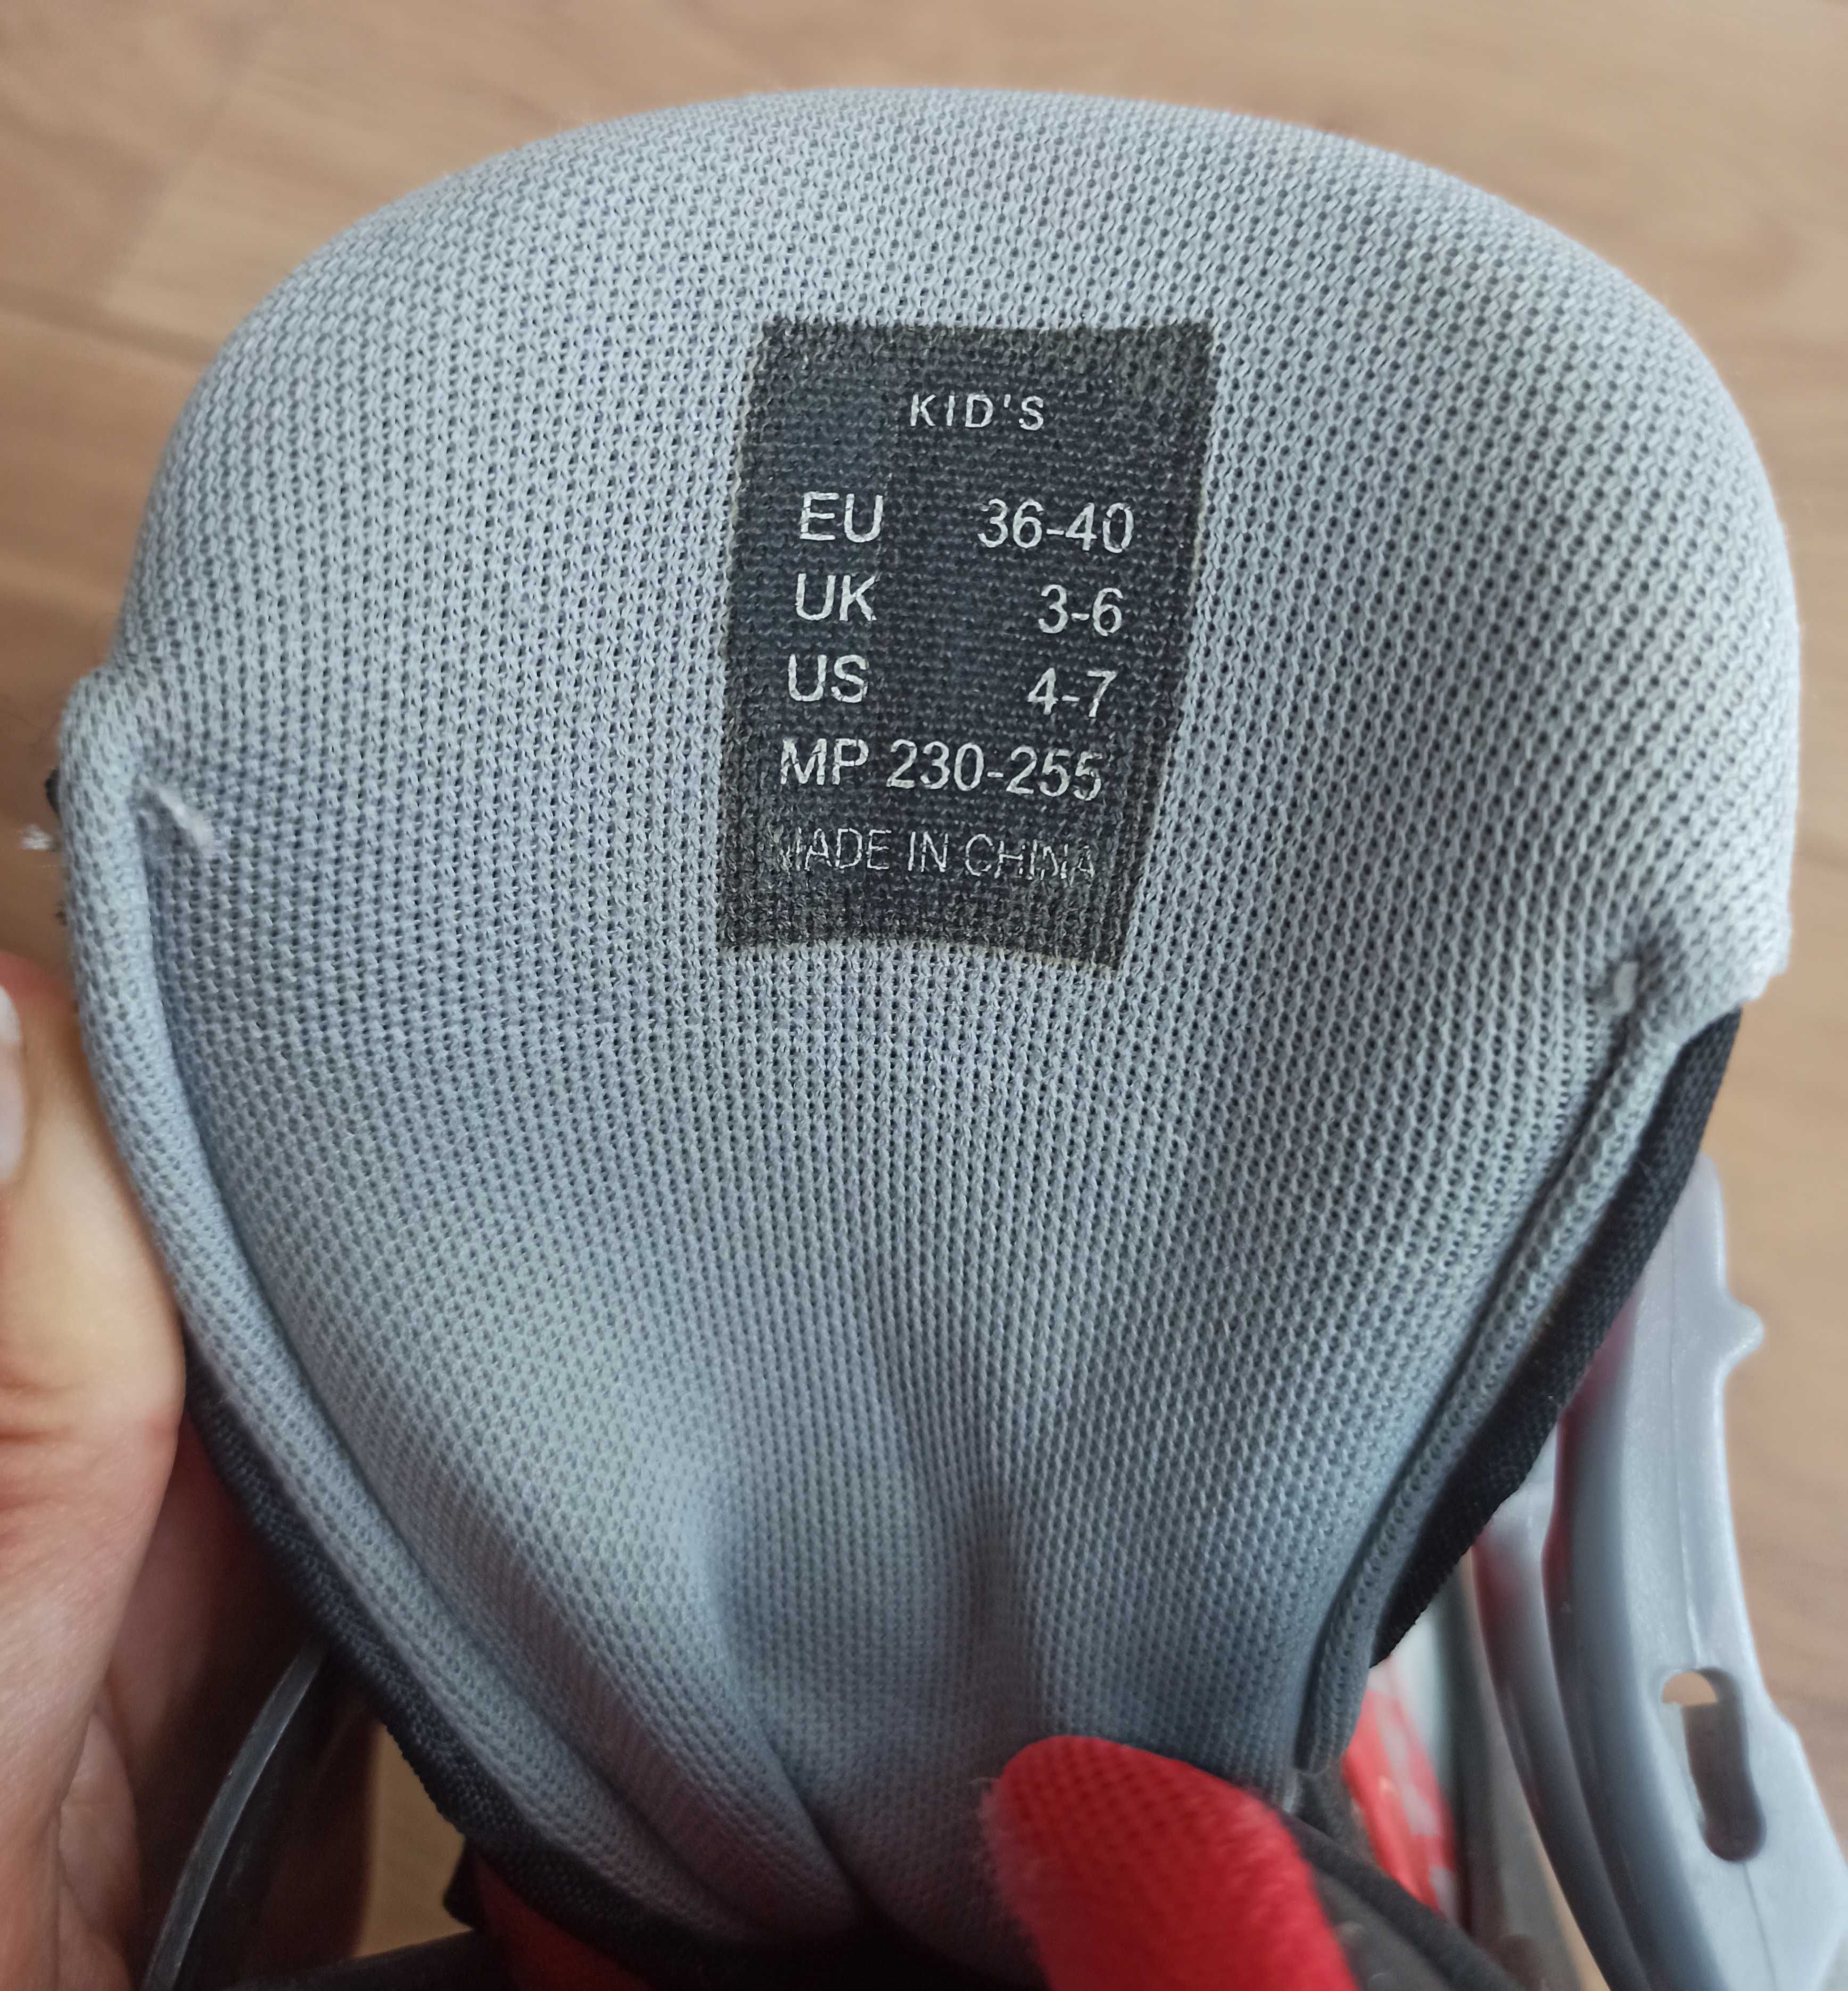 KID'S
EU 36-40
UK 3-6
US 4-7
MP 230-255
MADE IN CHINA